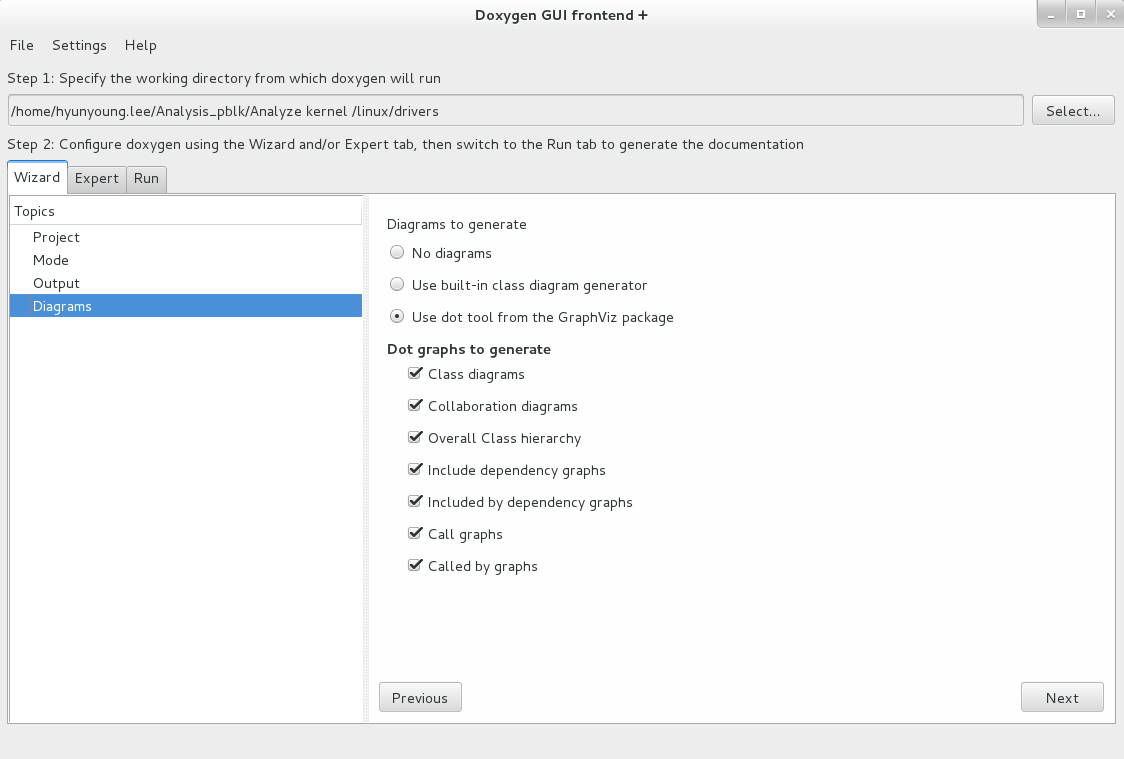 Doxygen GUI frontend +
File Settings Help
Step 1: Specify the working directory from which doxygen will run
/home/hyunyoung.lee/Analysis_pblk/Analyze kernel /linux/drivers
Select...
Step 2: Configure doxygen using the Wizard and/or Expert tab, then switch to the Run tab to generate the documentation
Wizard Expert Run
Topics
Project
Mode
Output
Diagrams
Diagrams to generate
No diagrams
Use built-in class diagram generator
Use dot tool from the GraphViz package
Dot graphs to generate
Class diagrams
Collaboration diagrams
Overall Class hierarchy
Include dependency graphs
Included by dependency graphs
Call graphs
Called by graphs
Previous
Next